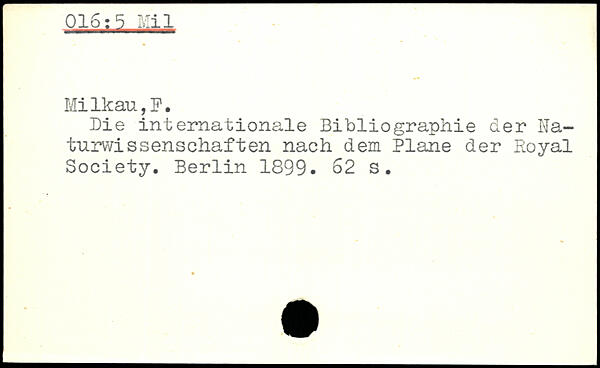 016:5 Mil
Milkau,F.
Die internationale Bibliographie der Na-
turwissenschaften nach dem Plane der Royal
Society. Berlin 1899. 62 s.